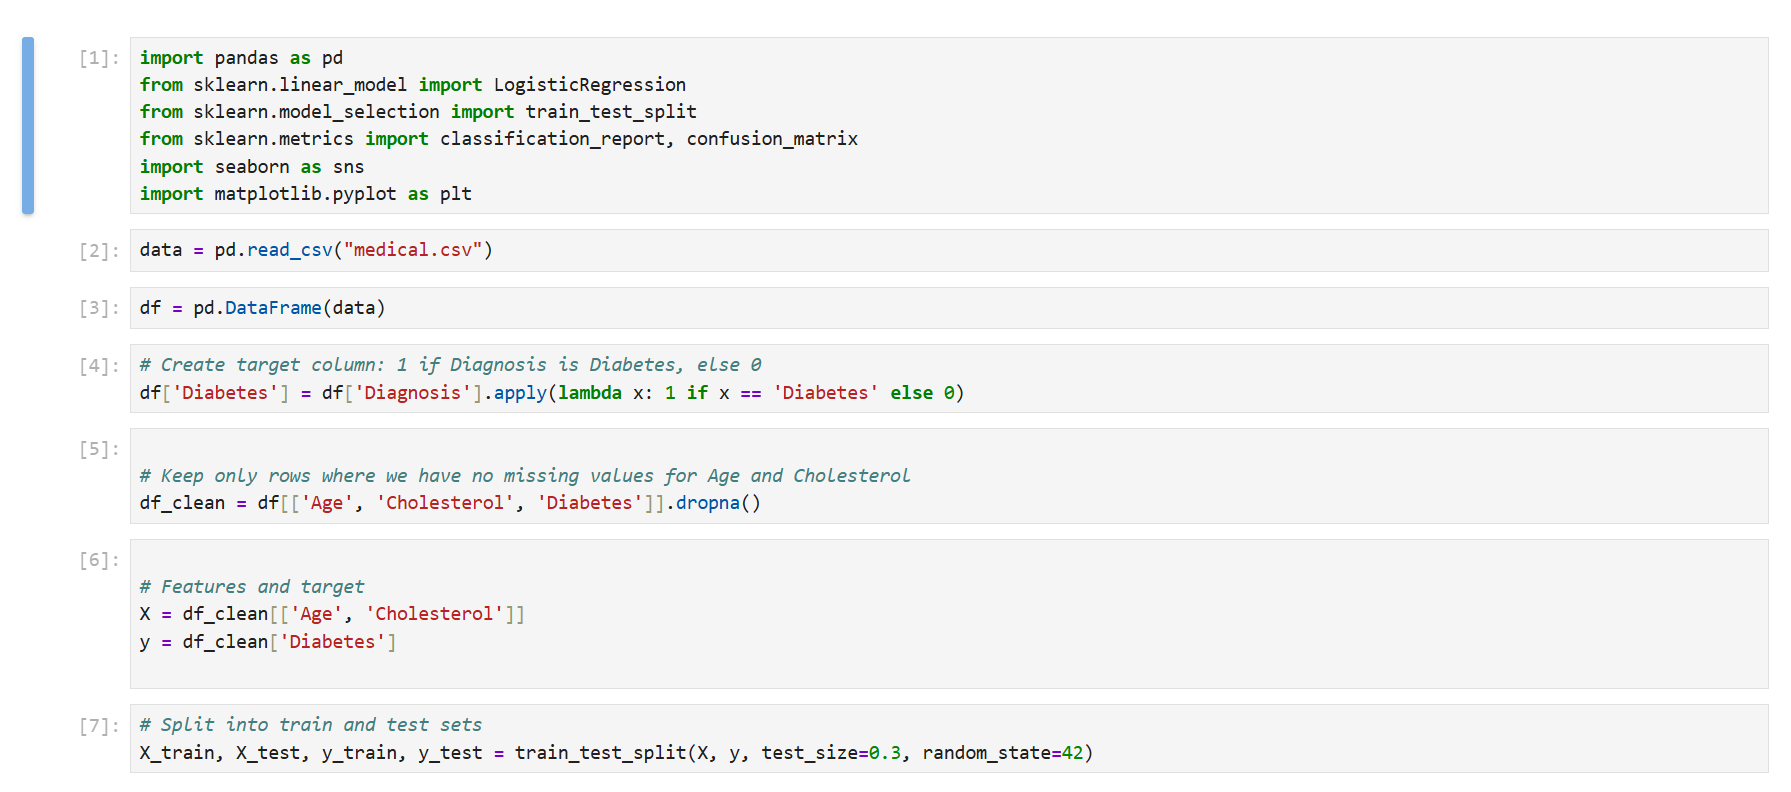 [1]:
import pandas as pd
from sklearn.linear_model import LogisticRegression
from sklearn.model_selection import train_test_split
from sklearn.metrics import classification_report, confusion_matrix
import seaborn as sns
import matplotlib.pyplot as plt
[2]:
data = pd.read_csv("medical.csv")
[3]:
df = pd.DataFrame(data)
[4]:
# Create target column: 1 if Diagnosis is Diabetes, else 0
df['Diabetes'] = df['Diagnosis'].apply(lambda x: 1 if x == 'Diabetes' else 0)
[5]:
# Keep only rows where we have no missing values for Age and Cholesterol
df_clean = df[['Age', 'Cholesterol', 'Diabetes']].dropna()
[6]:
# Features and target
X = df_clean[['Age', 'Cholesterol']]
y = df_clean['Diabetes']
[7]:
# Split into train and test sets
X_train, X_test, y_train, y_test = train_test_split(X, y, test_size=0.3, random_state=42)